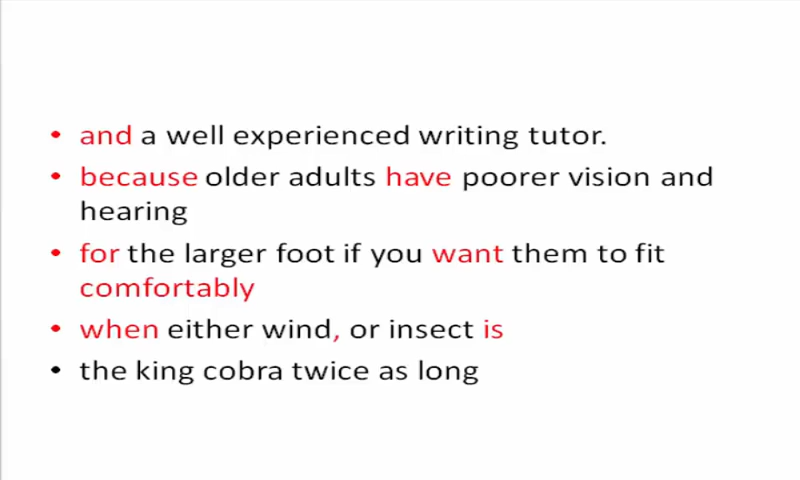 • and a well experienced writing tutor.
• because older adults have poorer vision and
hearing
• for the larger foot if you want them to fit
comfortably
• when either wind, or insect is
• the king cobra twice as long